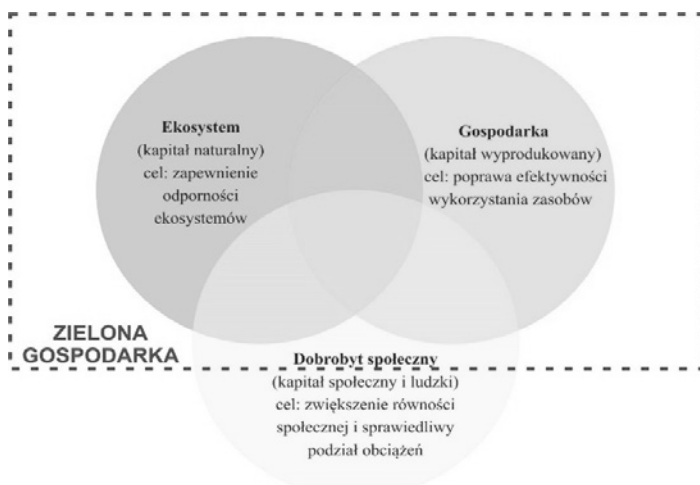 Ekosystem
(kapitał naturalny)
cel: zapewnienie
odporności
ekosystemów
Gospodarka
(kapitał wyprodukowany)
cel: poprawa efektywności
wykorzystania zasobów
ZIELONA
GOSPODARKA
Dobrobyt społeczny
(kapitał społeczny i ludzki)
cel: zwiększenie równości
społecznej i sprawiedliwy
podział obciążeń